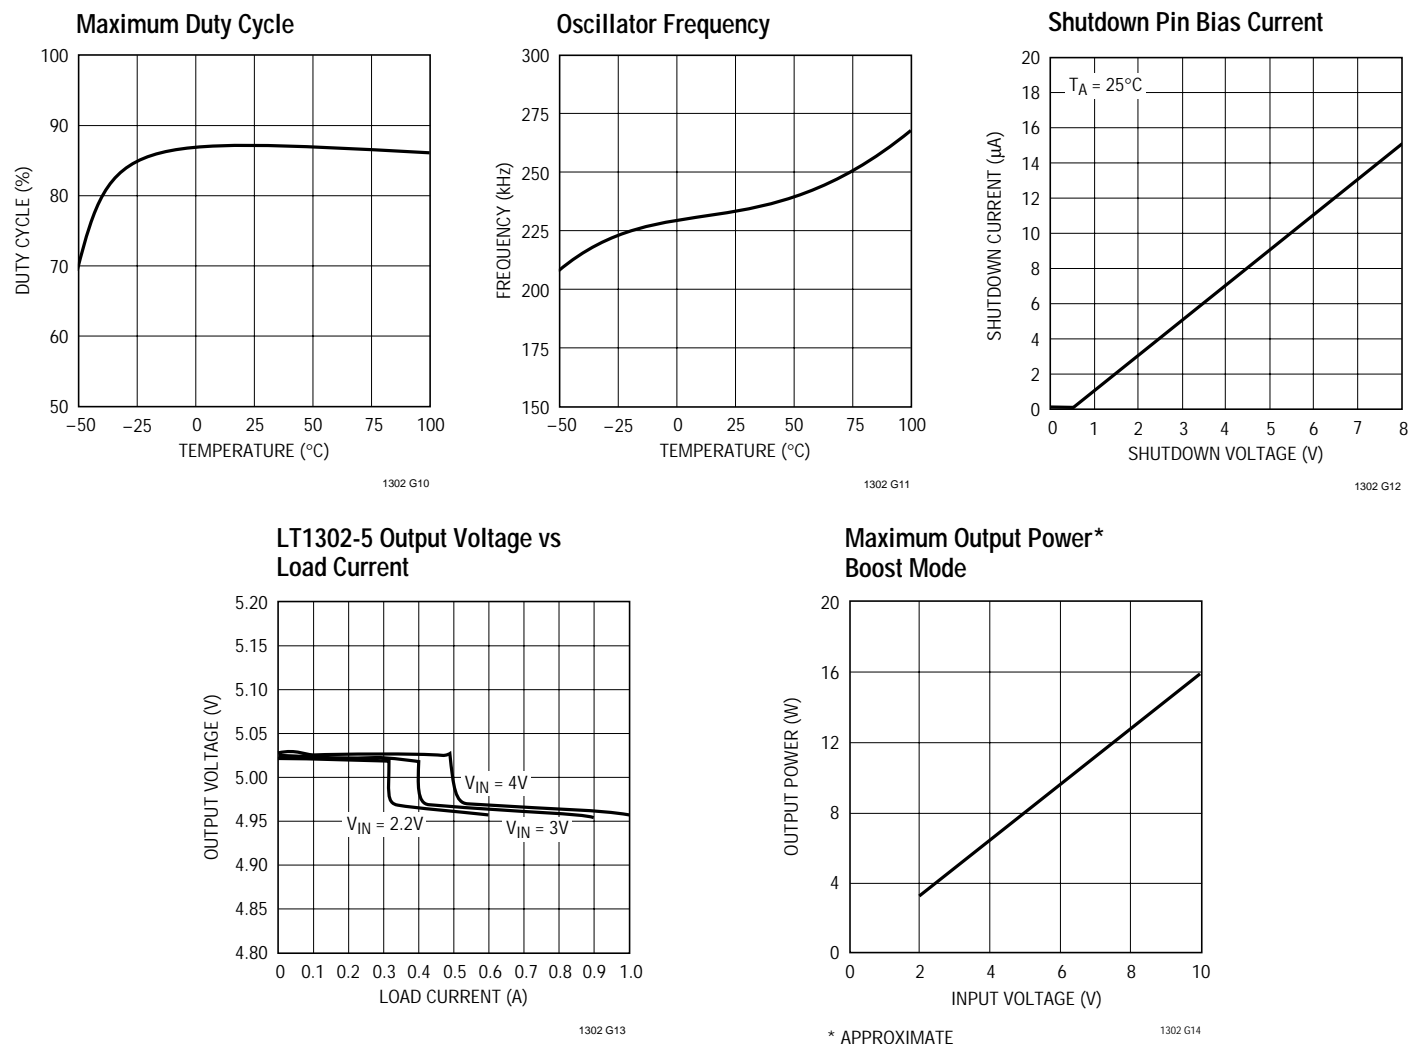 Maximum Duty Cycle
100
90
80
70
60
50
DUTY CYCLE (%)
–50 –25 0 25 50 75 100
TEMPERATURE (°C)
1302 G10
Oscillator Frequency
300
275
250
225
200
175
150
FREQUENCY (kHz)
–50 –25 0 25 50 75 100
TEMPERATURE (°C)
1302 G11
Shutdown Pin Bias Current
20
18
16
14
12
10
8
6
4
2
0
SHUTDOWN CURRENT (µA)
TA = 25°C
0 1 2 3 4 5 6 7 8
SHUTDOWN VOLTAGE (V)
1302 G12
LT1302-5 Output Voltage vs
Load Current
5.20
5.15
5.10
5.05
5.00
4.95
4.90
4.85
4.80
OUTPUT VOLTAGE (V)
VIN = 4V
VIN = 2.2V
VIN = 3V
0 0.1 0.2 0.3 0.4 0.5 0.6 0.7 0.8 0.9 1.0
LOAD CURRENT (A)
1302 G13
Maximum Output Power*
Boost Mode
20
16
12
8
4
0
OUTPUT POWER (W)
0 2 4 6 8 10
INPUT VOLTAGE (V)
* APPROXIMATE
1302 G14